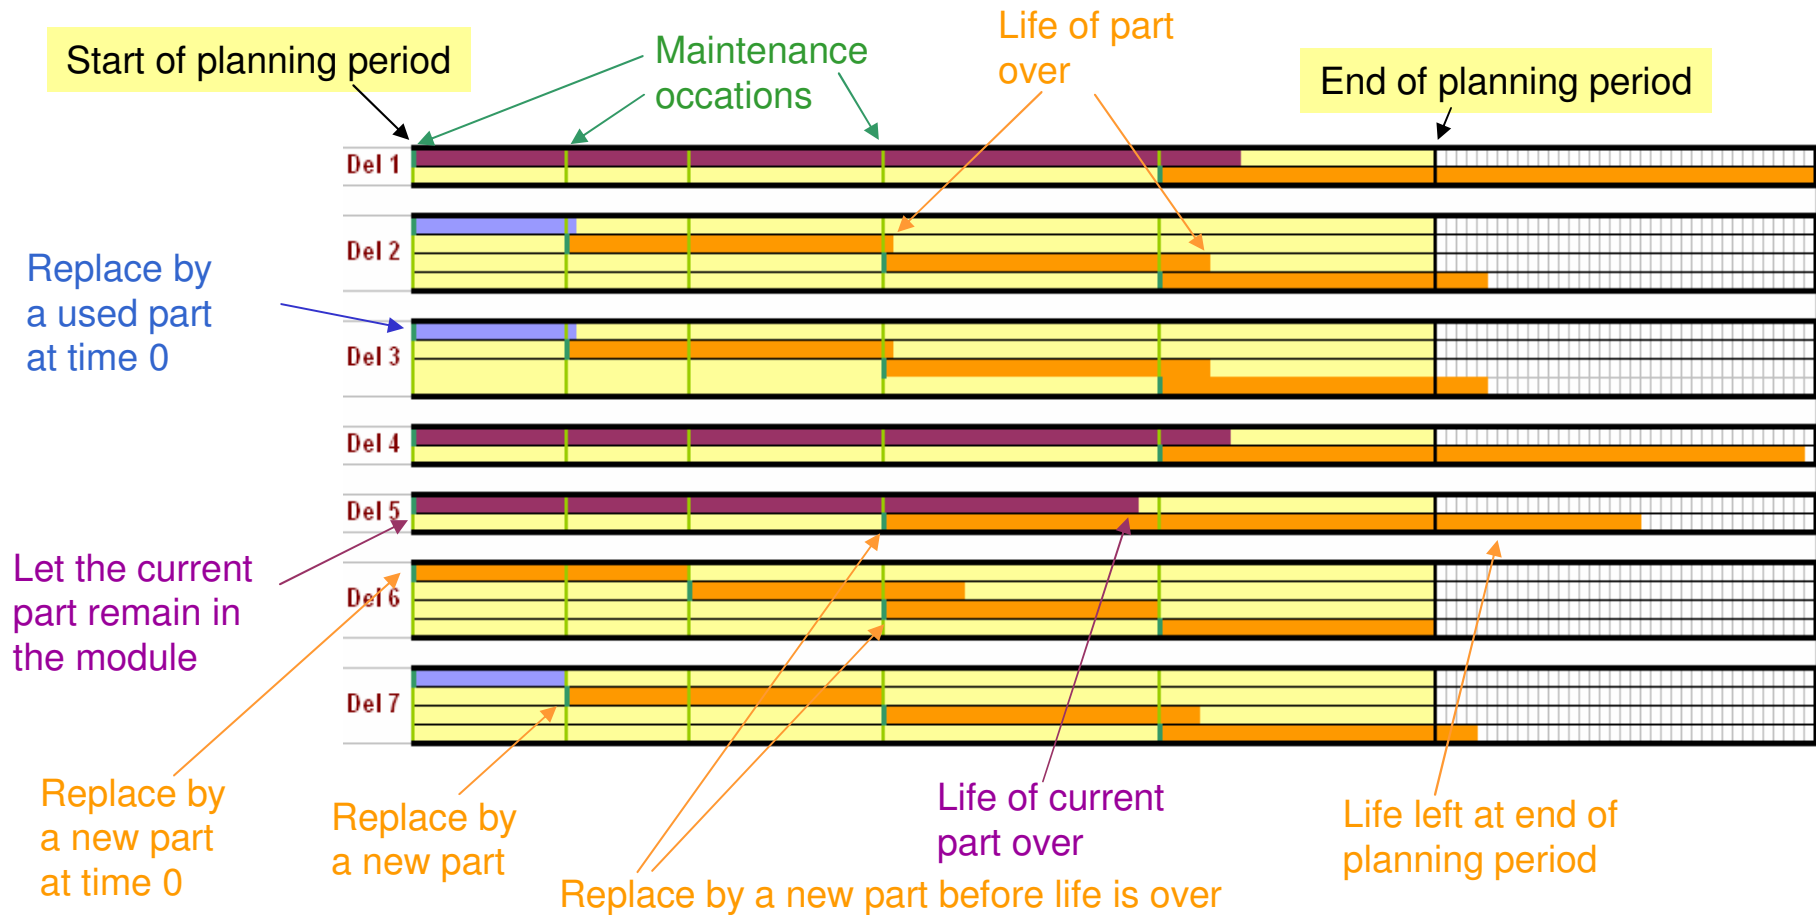 Start of planning period
Maintenance
occations
Life of part
over
End of planning period
Del 1
Del 2
Replace by
a used part
at time 0
Del 3
Del 4
Del 5
Let the current
part remain in
the module
Del 6
Del 7
Replace by
a new part
at time 0
Replace by
a new part
Life of current
part over
Life left at end of
planning period
Replace by a new part before life is over